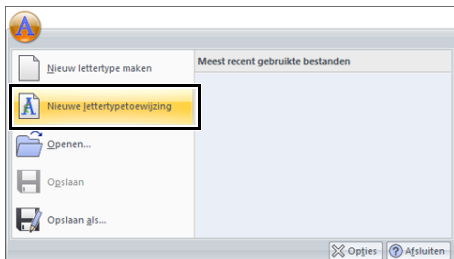 Nieuw lettertype maken
Meest recent gebruikte bestanden
Nieuwe lettertypetoewijzing
Openen...
Opslaan
Opslaan als...
Opties
Afsluiten